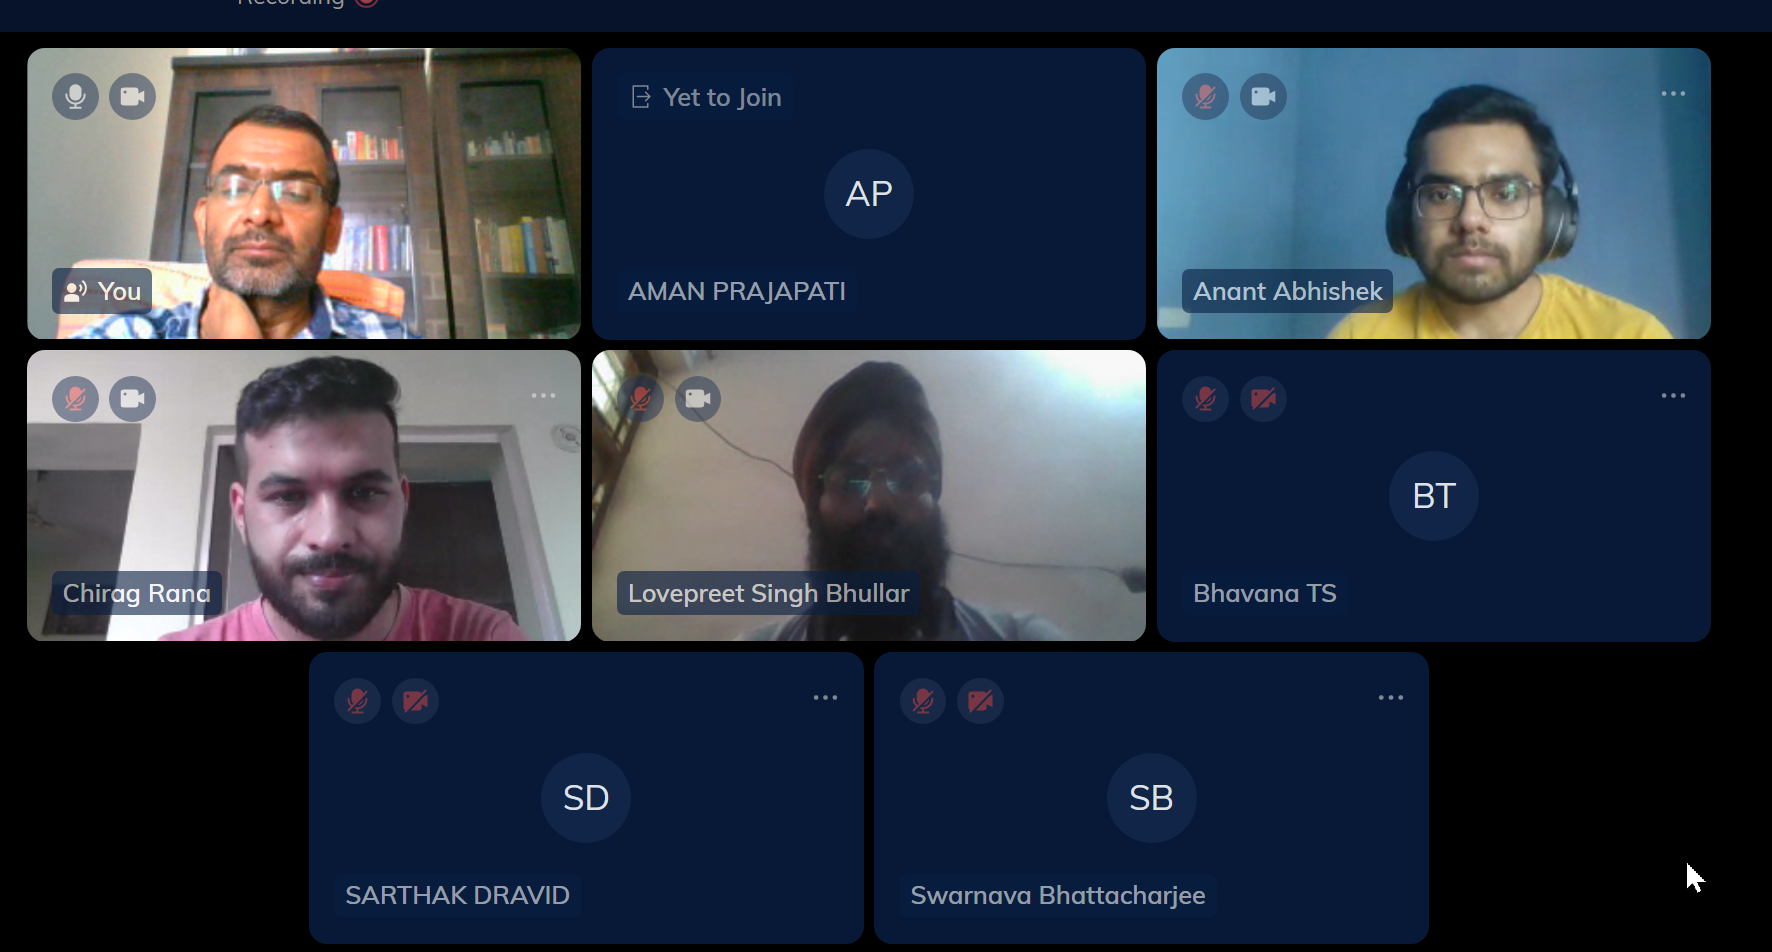 Recording
You
Yet to Join
AP
AMAN PRAJAPATI
Anant Abhishek
Chirag Rana
Lovepreet Singh Bhullar
BT
Bhavana TS
SD
SARTHAK DRAVID
SB
Swarnava Bhattacharjee